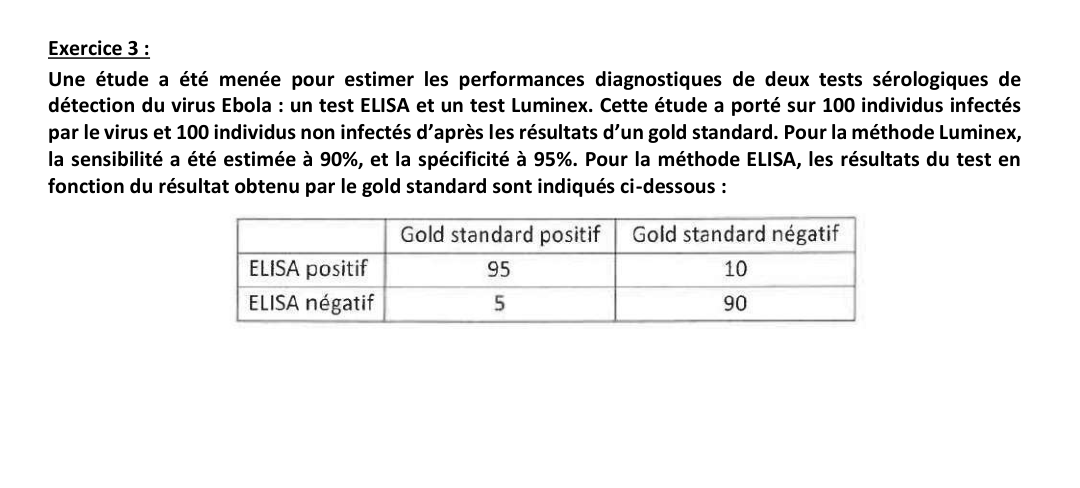 Exercice 3 :
Une étude a été menée pour estimer les performances diagnostiques de deux tests sérologiques de
détection du virus Ebola : un test ELISA et un test Luminex. Cette étude a porté sur 100 individus infectés
par le virus et 100 individus non infectés d’après les résultats d’un gold standard. Pour la méthode Luminex,
la sensibilité a été estimée à 90%, et la spécificité à 95%. Pour la méthode ELISA, les résultats du test en
fonction du résultat obtenu par le gold standard sont indiqués ci-dessous :
Gold standard positif Gold standard négatif
ELISA positif 95 10
ELISA négatif 5 90